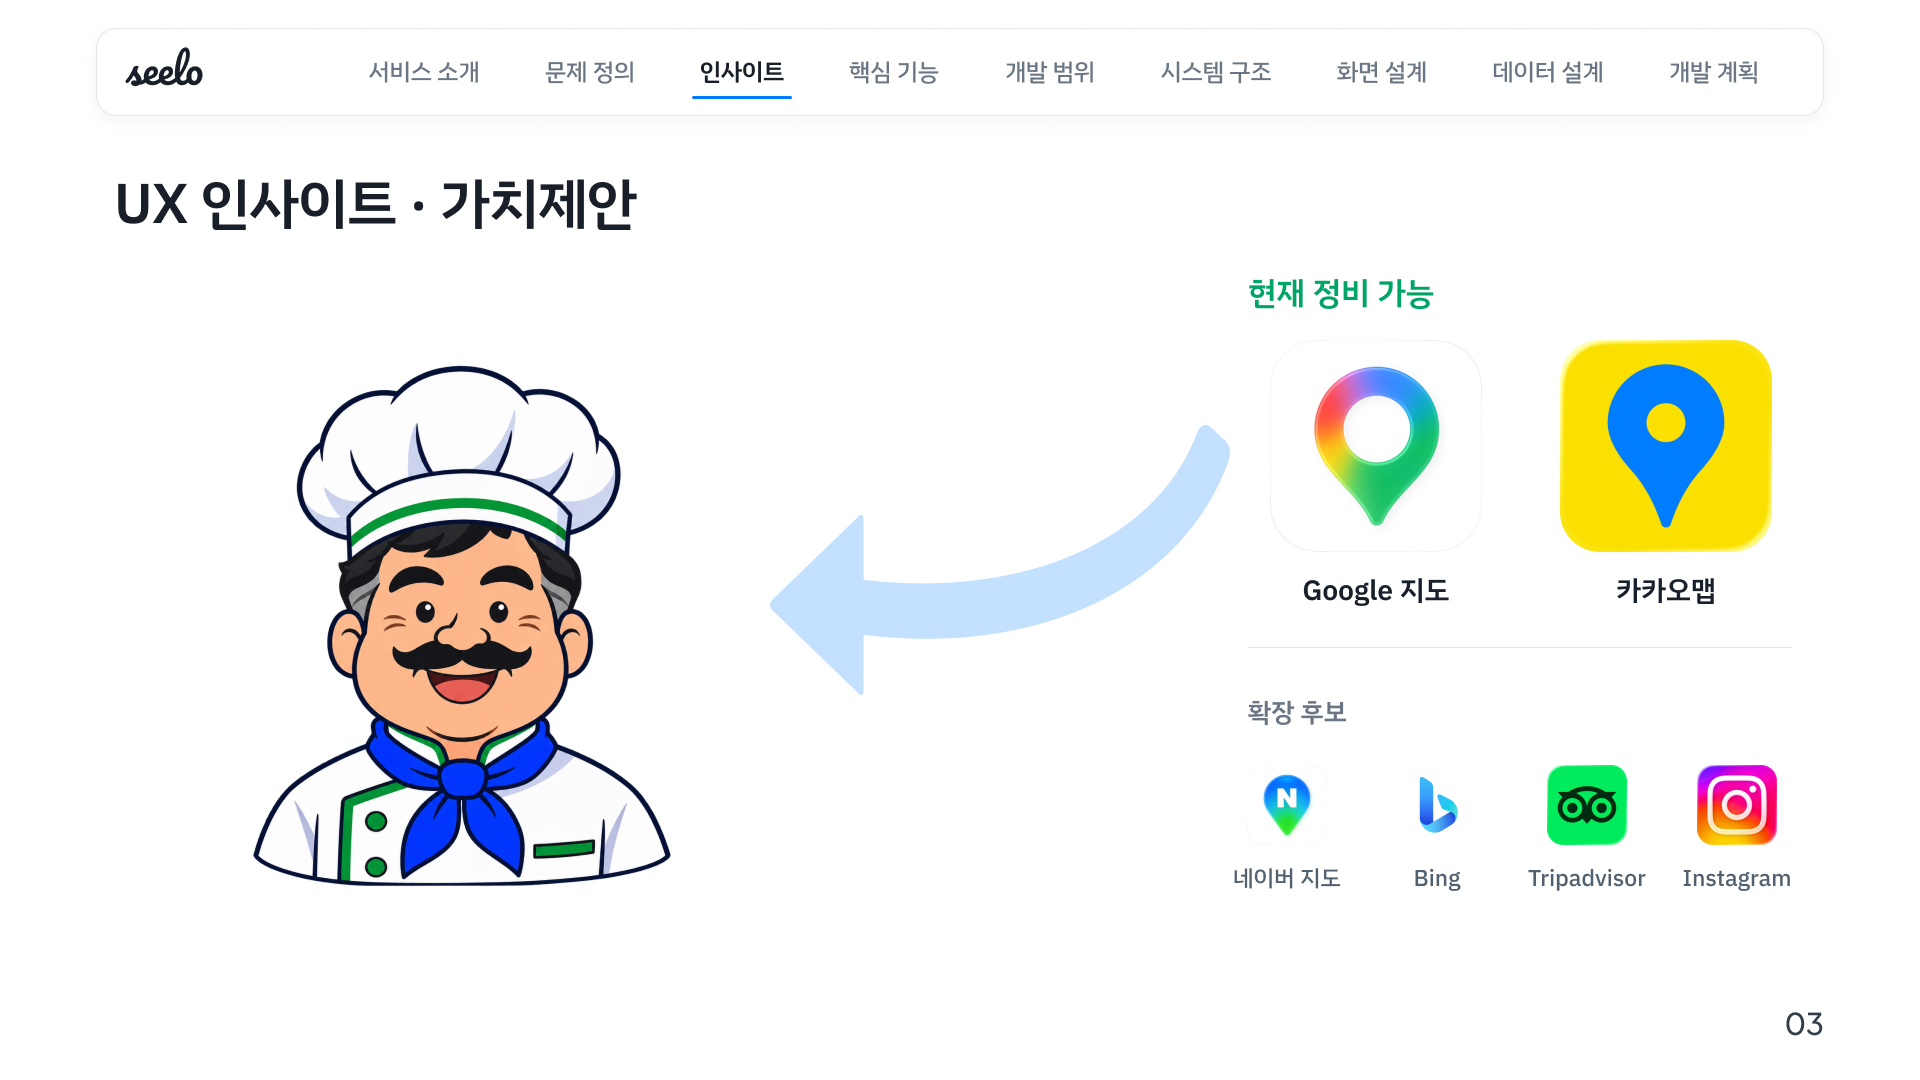 seelo 서비스 소개 문제 정의 인사이트 핵심 기능 개발 범위 시스템 구조 화면 설계 데이터 설계 개발 계획
UX 인사이트 · 가치제안
현재 정비 가능
Google 지도 카카오맵
확장 후보
N
네이버 지도 Bing Tripadvisor Instagram
03